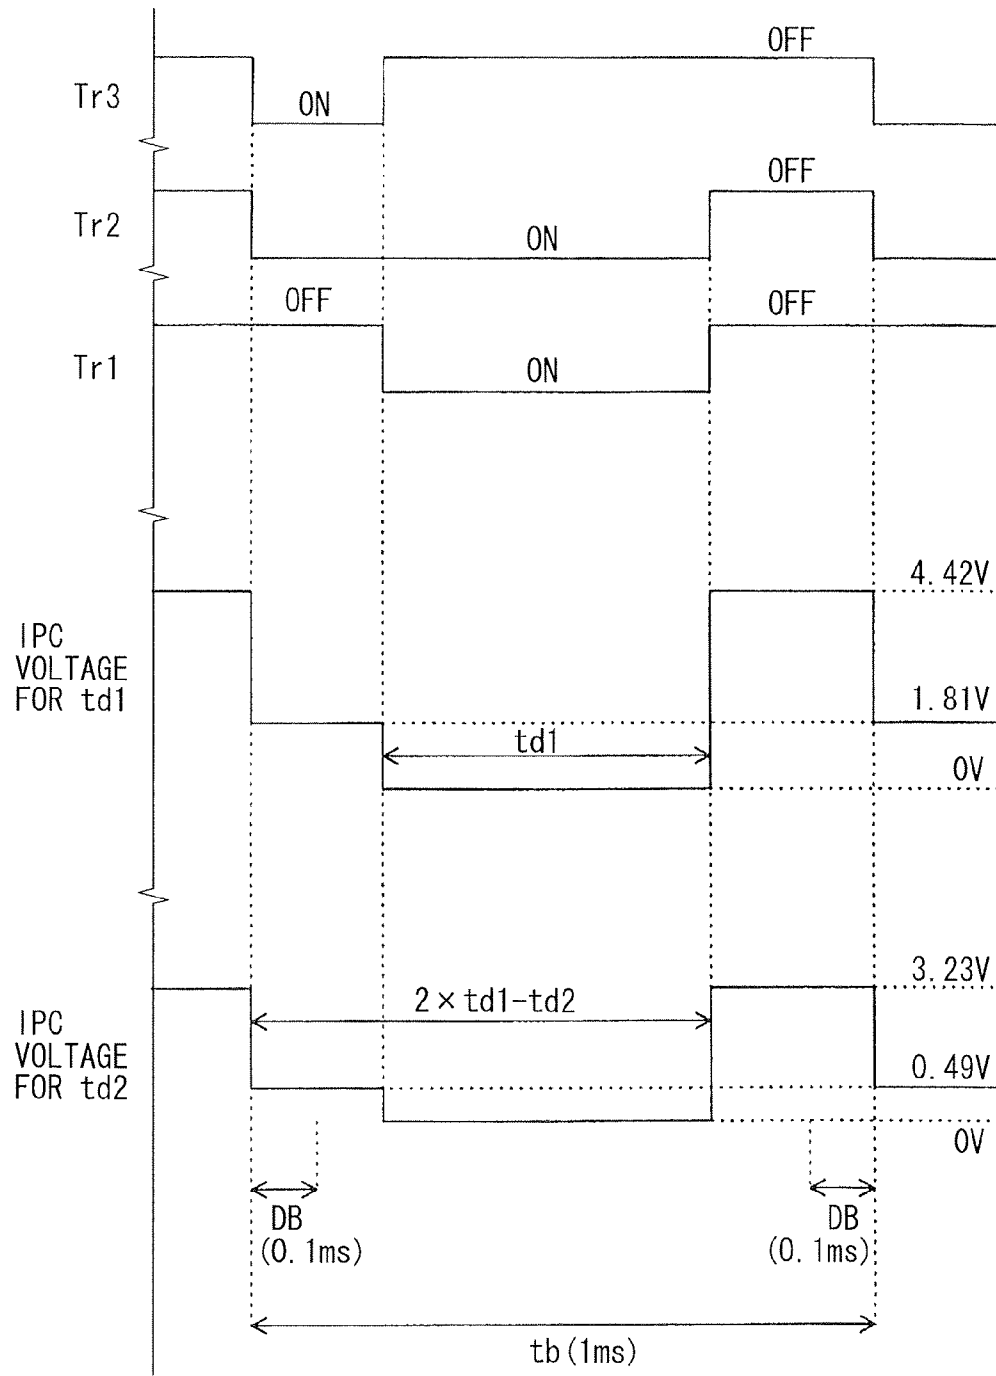 OFF
Tr3
ON
OFF
Tr2
ON
OFF
OFF
Tr1
ON
4.42V
IPC
VOLTAGE
FOR td1
1.81V
td1
0V
3.23V
2×td1-td2
IPC
VOLTAGE
FOR td2
0.49V
0V
DB
(0.1ms)
DB
(0.1ms)
tb(1ms)